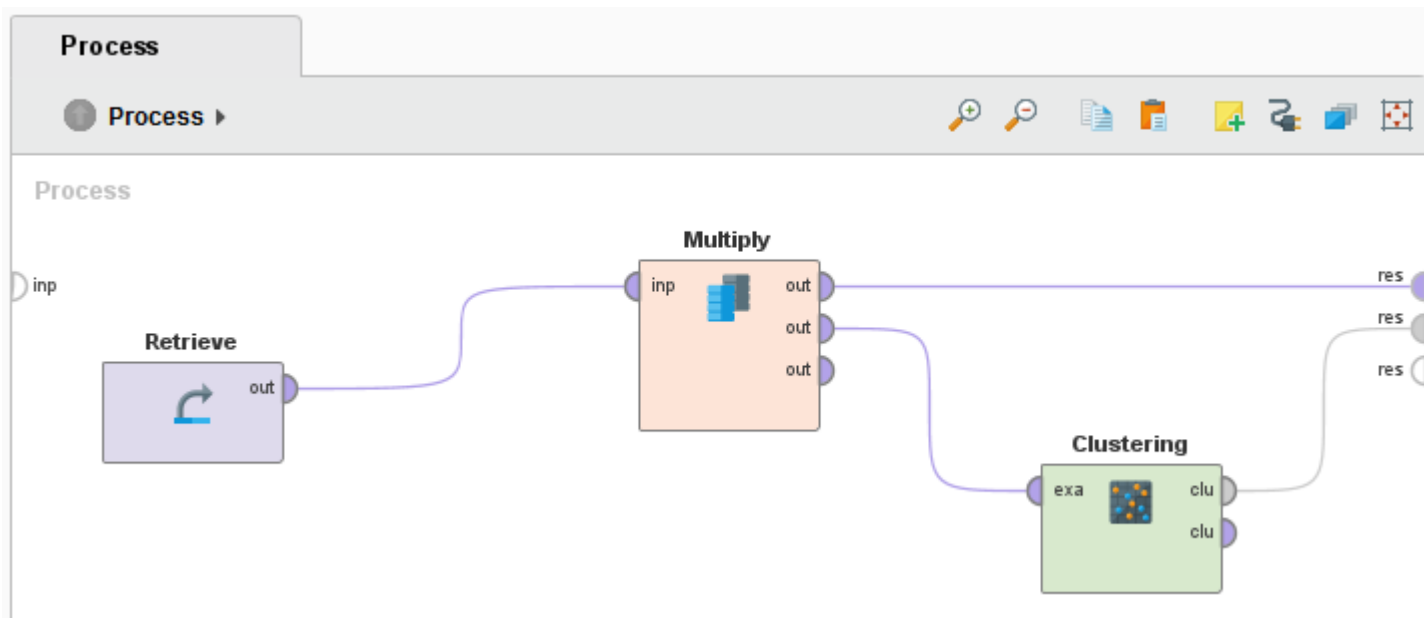 Process
Process
Process
Multiply
inp
inp
out
res
out
res
Retrieve
out
out
res
Clustering
exa
clu
clu